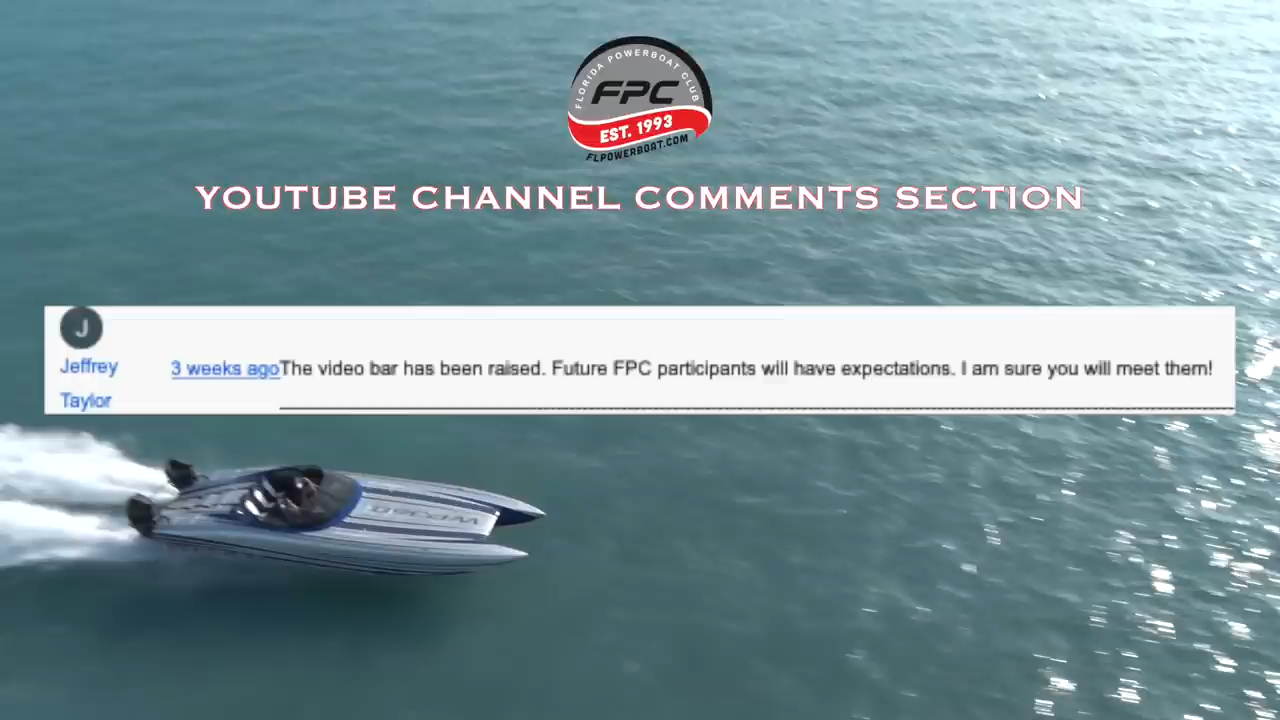 FLORIDA POWERBOAT CLUB
FPC
EST. 1993
FLPOWERBOAT.COM
YOUTUBE CHANNEL COMMENTS SECTION
J
Jeffrey
Taylor
3 weeks ago
The video bar has been raised. Future FPC participants will have expectations. I am sure you will meet them!